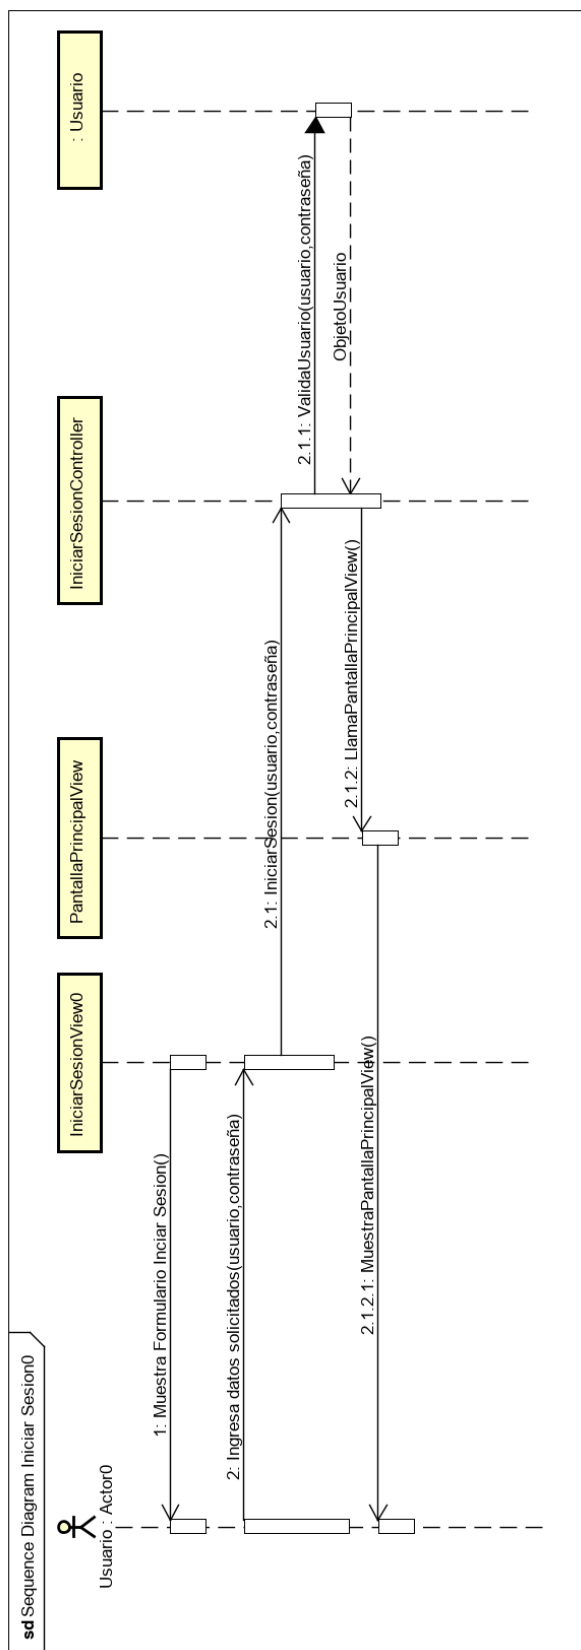 sd Sequence Diagram Iniciar Sesion0
Usuario : Actor0
IniciarSesionView0
PantallaPrincipalView
IniciarSesionController
: Usuario
1: Muestra Formulario Inciar Sesion()
2: Ingresa datos solicitados(usuario,contraseña)
2.1: IniciarSesion(usuario,contraseña)
2.1.1: ValidaUsuario(usuario,contraseña)
ObjetoUsuario
2.1.2: LlamaPantallaPrincipalView()
2.1.2.1: MuestraPantallaPrincipalView()